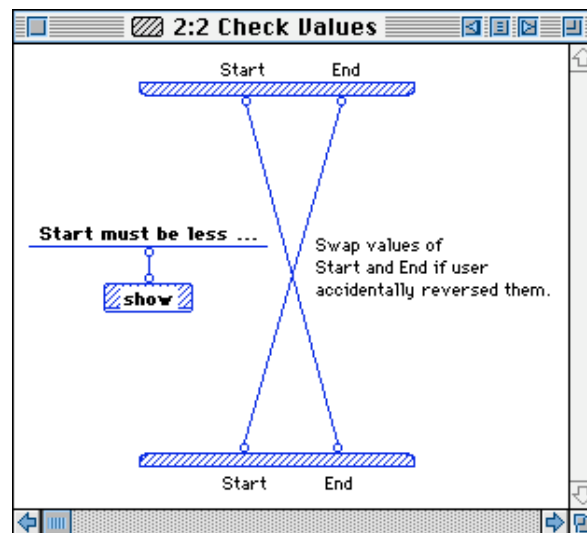 2:2 Check Values
Start End
Start must be less ...
show
Swap values of
Start and End if user
accidentally reversed them.
Start End